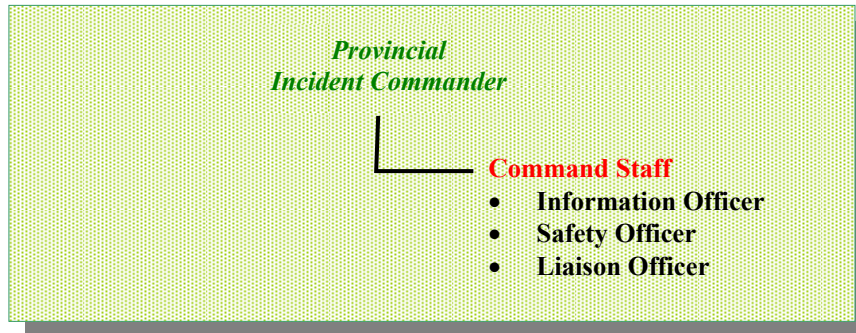 Provincial
Incident Commander
Command Staff
• Information Officer
• Safety Officer
• Liaison Officer